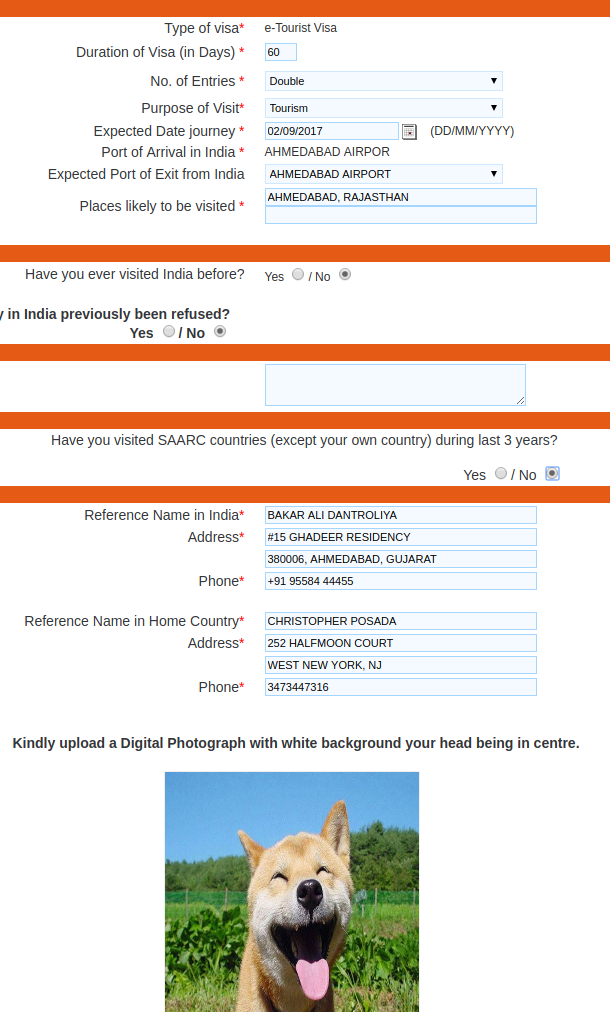 Type of visa* e-Tourist Visa
Duration of Visa (in Days) * 60
No. of Entries * Double
Purpose of Visit* Tourism
Expected Date journey * 02/09/2017 (DD/MM/YYYY)
Port of Arrival in India * AHMEDABAD AIRPOR
Expected Port of Exit from India AHMEDABAD AIRPORT
Places likely to be visited * AHMEDABAD, RAJASTHAN
Have you ever visited India before? Yes / No
y in India previously been refused?
Yes / No
Have you visited SAARC countries (except your own country) during last 3 years?
Yes / No
Reference Name in India* BAKAR ALI DANTROLIYA
Address* #15 GHADEER RESIDENCY
380006, AHMEDABAD, GUJARAT
Phone* +91 95584 44455
Reference Name in Home Country* CHRISTOPHER POSADA
Address* 252 HALFMOON COURT
WEST NEW YORK, NJ
Phone* 3473447316
Kindly upload a Digital Photograph with white background your head being in centre.